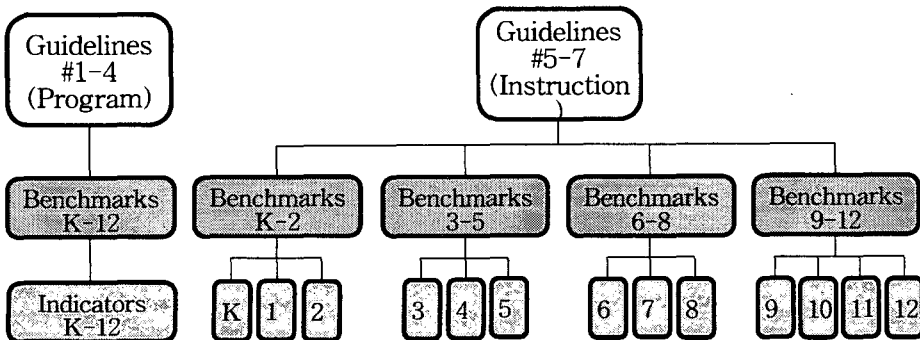 Guidelines
#1-4
(Program)
Guidelines
#5-7
(Instruction
)
Benchmarks
K-12
Benchmarks
K-2
Benchmarks
3-5
Benchmarks
6-8
Benchmarks
9-12
Indicators
K-12
K
1
2
3
4
5
6
7
8
9
10
11
12